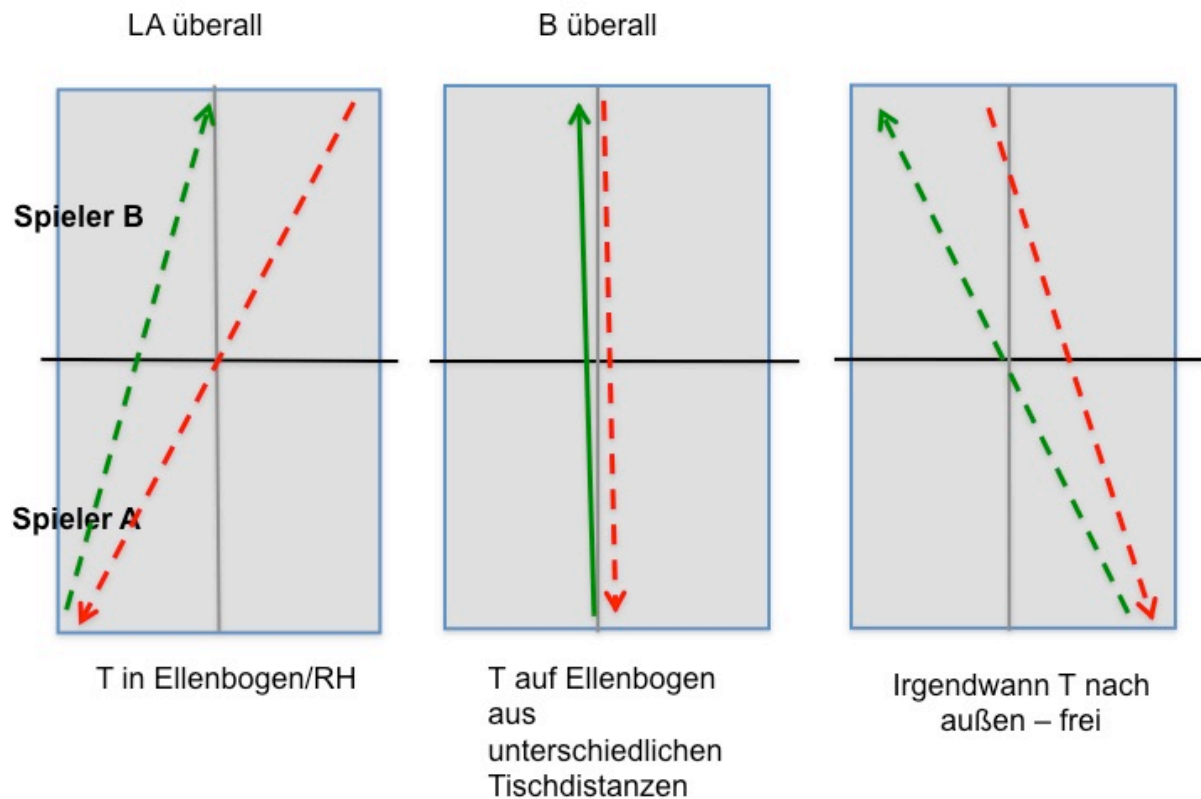 LA überall
B überall
Spieler B
Spieler A
T in Ellenbogen/RH
T auf Ellenbogen
aus
unterschiedlichen
Tischdistanzen
Irgendwann T nach
außen – frei